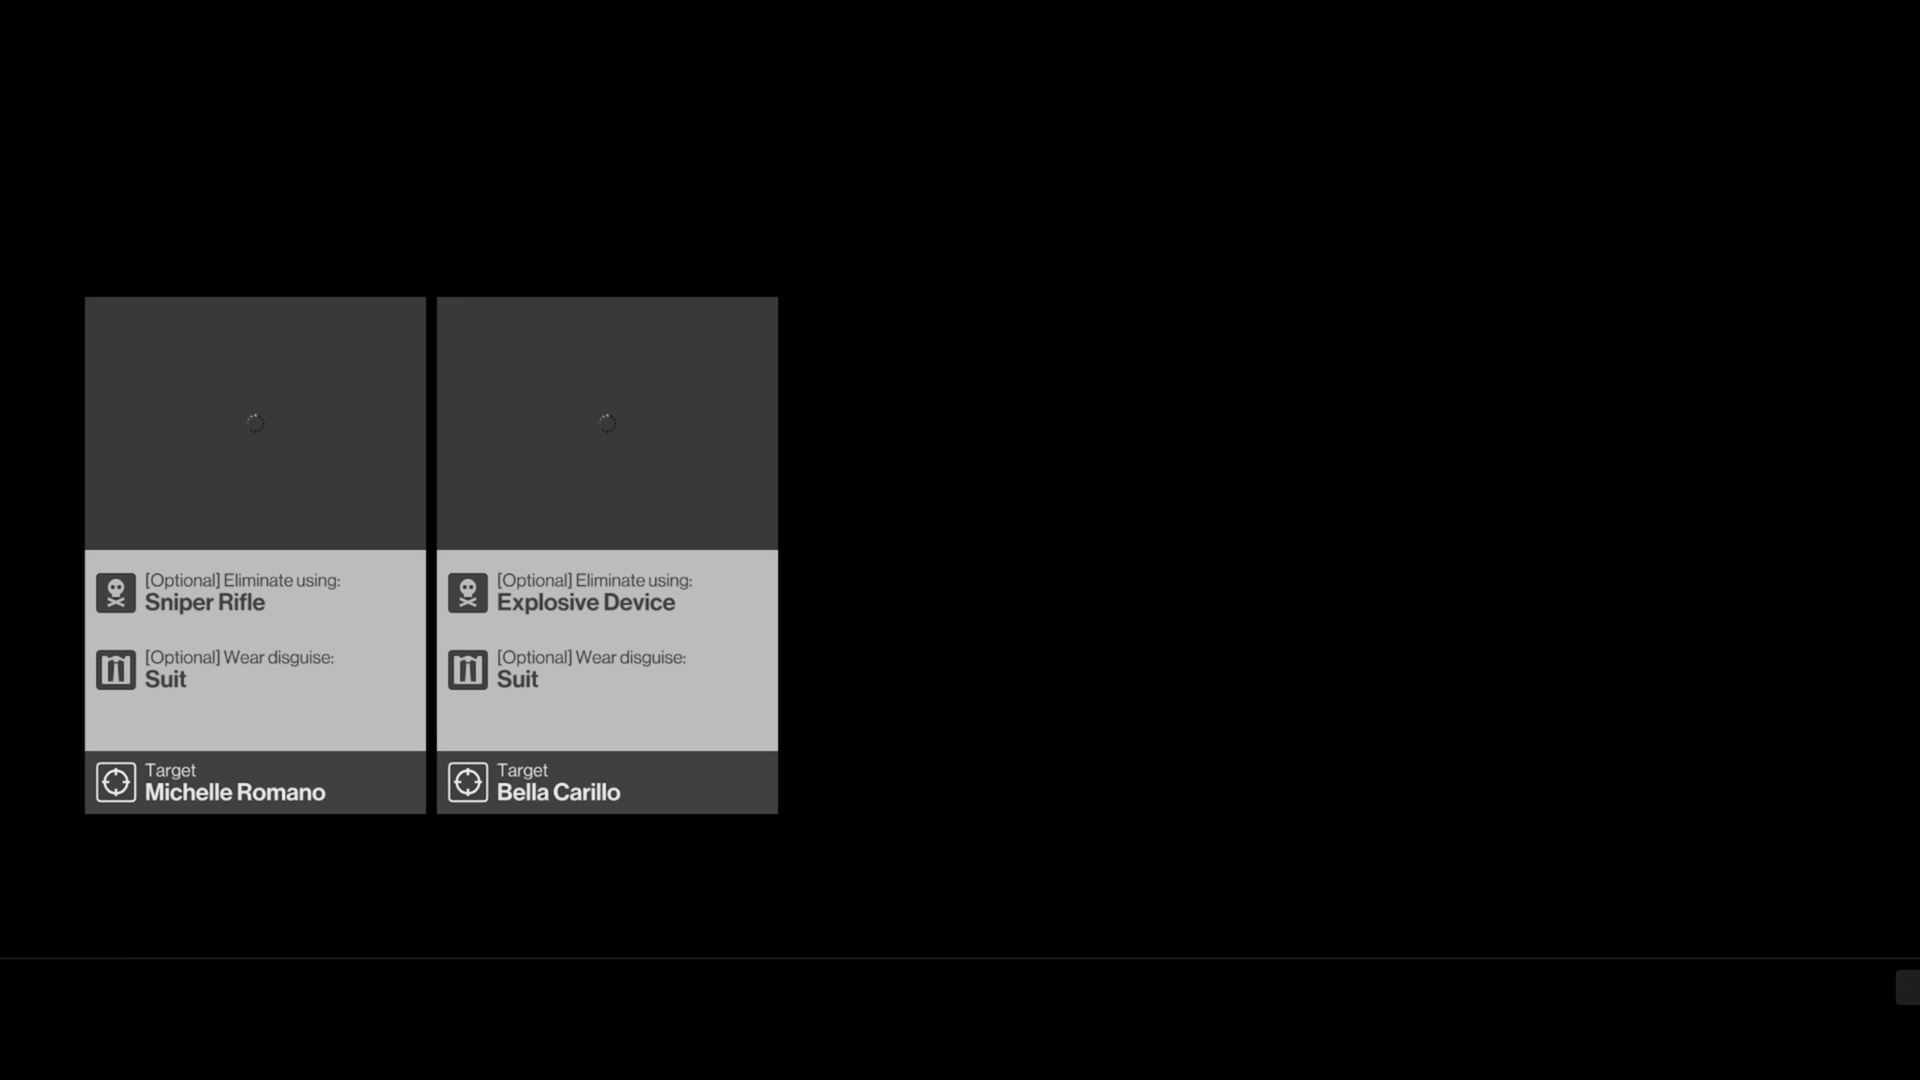 [Optional] Eliminate using:
Sniper Rifle
[Optional] Wear disguise:
Suit
Target
Michelle Romano
[Optional] Eliminate using:
Explosive Device
[Optional] Wear disguise:
Suit
Target
Bella Carillo